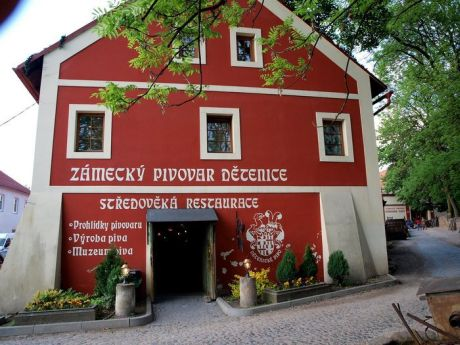 ZÁMECKÝ PIVOVAR DĚTENICE
STŘEDOVĚKÁ RESTAURACE
•Prohlídky pivovaru
•Výroba piva
•Muzeum piva